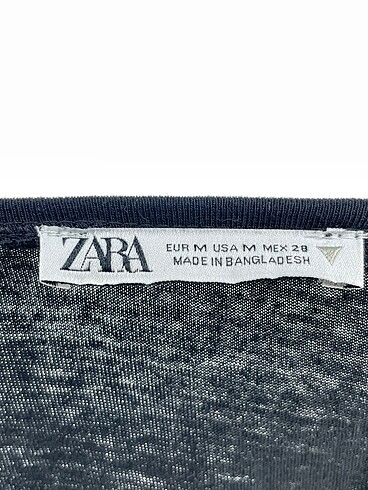 ZARA
EUR M USA M MEX 28
MADE IN BANGLADESH